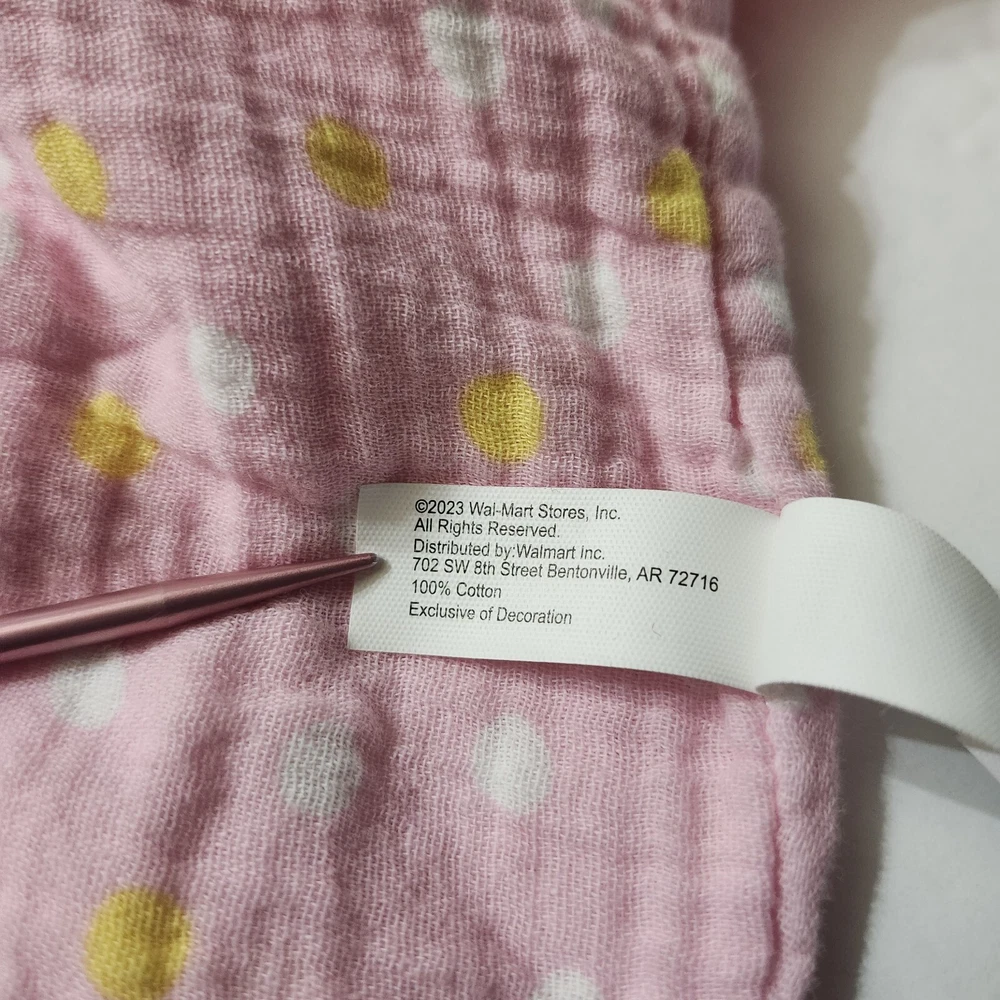 ©2023 Wal-Mart Stores, Inc.
All Rights Reserved.
Distributed by:Walmart Inc.
702 SW 8th Street Bentonville, AR 72716
100% Cotton
Exclusive of Decoration